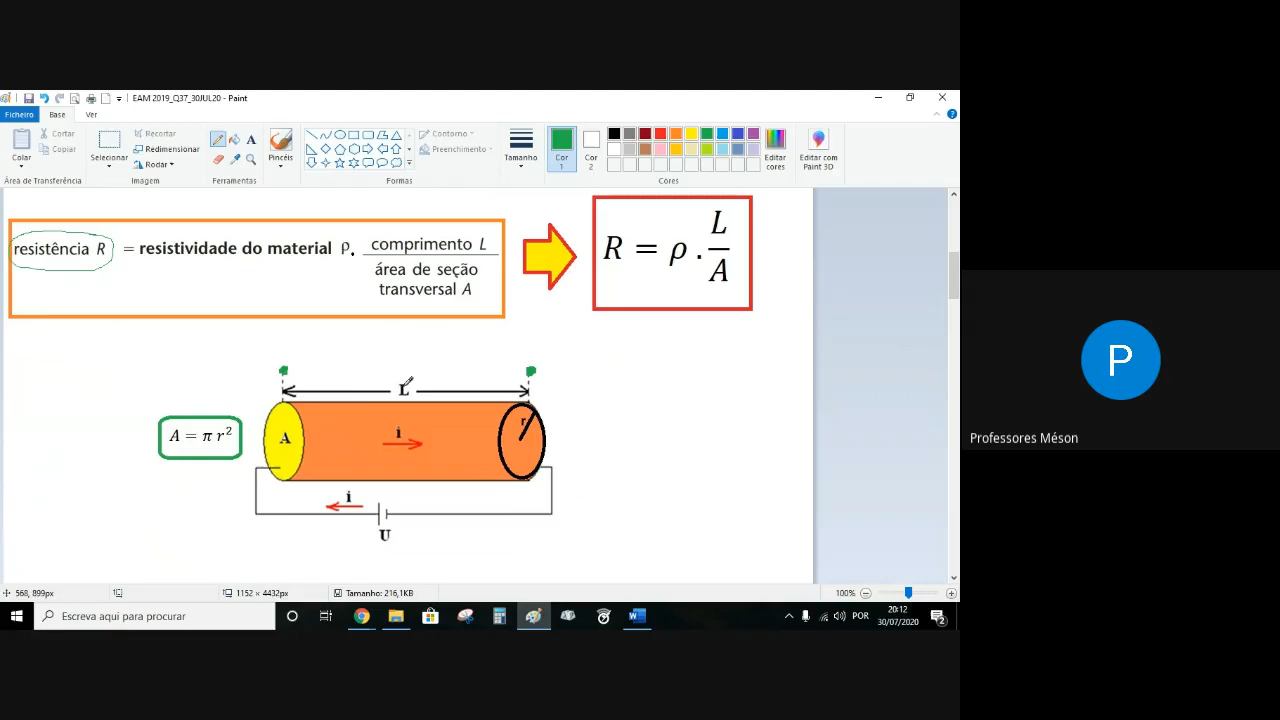 EAM 2019_Q37_30JUL20 - Paint
Ficheiro Base Ver
Colar
Cortar
Copiar
Área de Transferência
Selecionar
Recortar
Redimensionar
Rodar
Imagem
A
Ferramentas
Pincéis
Contorno
Preenchimento
Formas
Tamanho
Cor 1
Cor 2
Editar cores
Cores
Editar com Paint 3D
resistência R = resistividade do material ρ. comprimento L
área de seção
transversal A
R = ρ . L
A
L
A = π r²
A
i
r
i
U
568, 899px
1152 × 4432px
Tamanho: 216,1KB
100%
Escreva aqui para procurar
POR
20:12
30/07/2020
2
P
Professores Méson